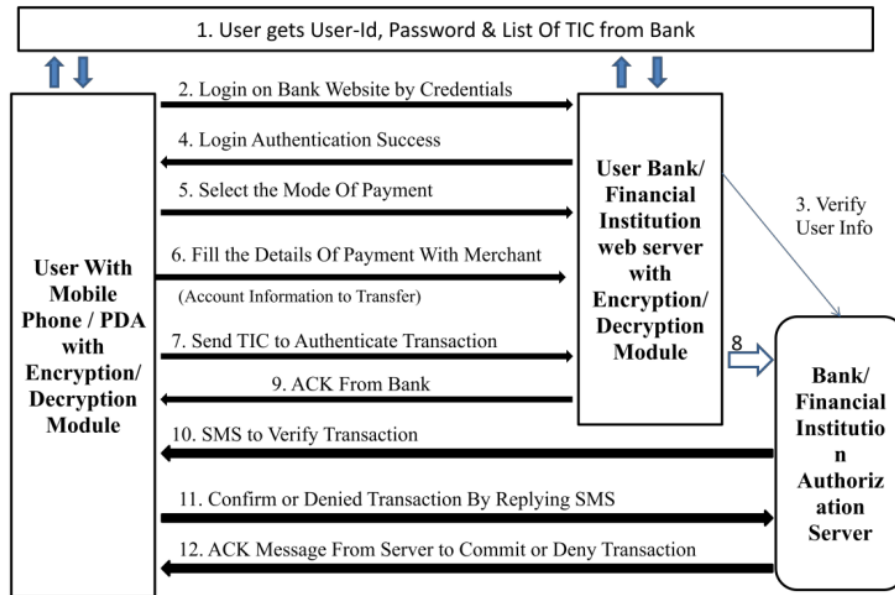 1. User gets User-Id, Password & List Of TIC from Bank
2. Login on Bank Website by Credentials
4. Login Authentication Success
5. Select the Mode Of Payment
6. Fill the Details Of Payment With Merchant
(Account Information to Transfer)
7. Send TIC to Authenticate Transaction
9. ACK From Bank
10. SMS to Verify Transaction
11. Confirm or Denied Transaction By Replying SMS
12. ACK Message From Server to Commit or Deny Transaction
User With
Mobile
Phone / PDA
with
Encryption/
Decryption
Module
User Bank/
Financial
Institution
web server
with
Encryption/
Decryption
Module
3. Verify
User Info
8
Bank/
Financial
Institutio
n
Authoriz
ation
Server